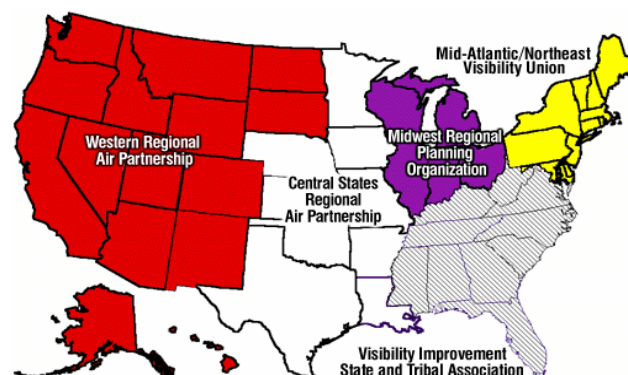 Mid-Atlantic/Northeast
Visibility Union
Western Regional
Air Partnership
Midwest Regional
Planning
Organization
Central States
Regional
Air Partnership
Visibility Improvement
State and Tribal Association